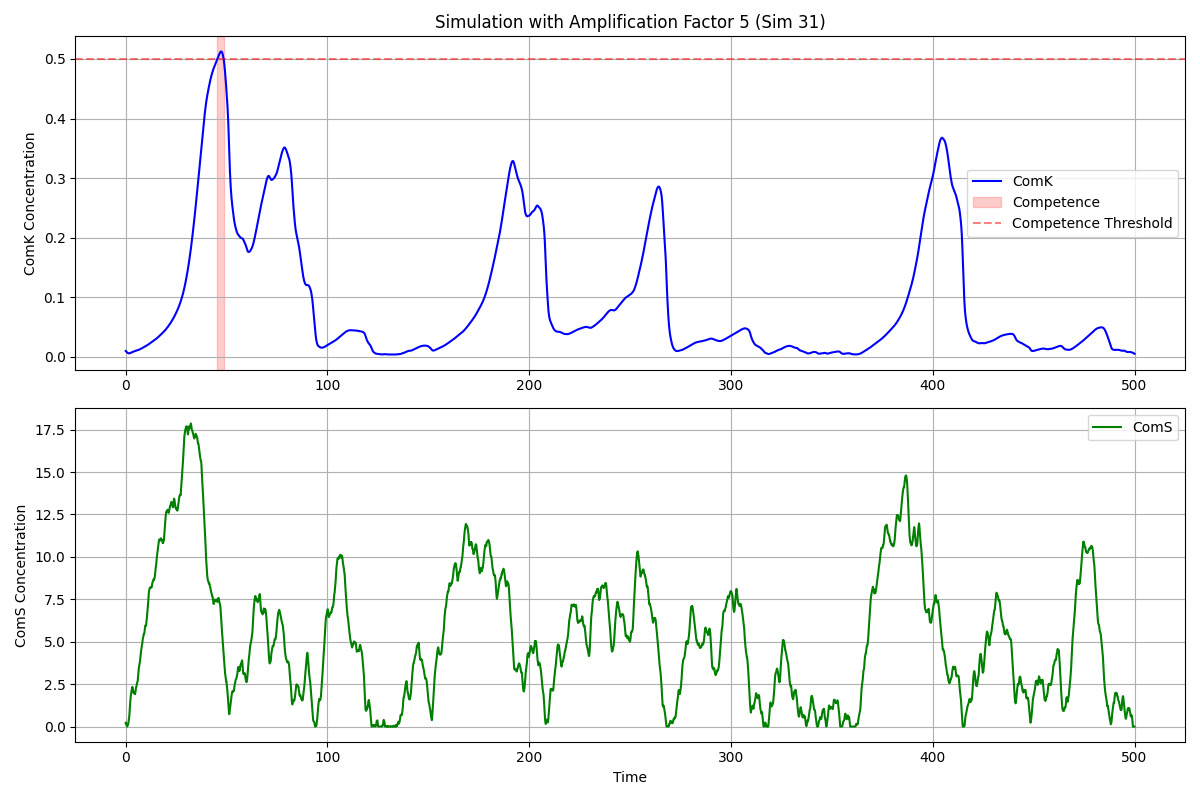 Simulation with Amplification Factor 5 (Sim 31)
ComK Concentration
0.5
0.4
0.3
0.2
0.1
0.0
ComK
Competence
Competence Threshold
0 100 200 300 400 500
ComS Concentration
17.5
15.0
12.5
10.0
7.5
5.0
2.5
0.0
ComS
0 100 200 300 400 500
Time